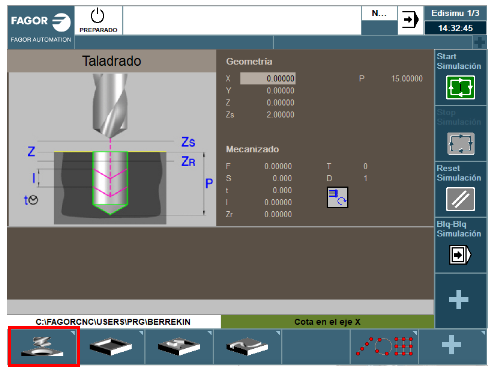 FAGOR
FAGOR AUTOMATION
PREPARADO
N...
Edisimu 1/3
14.32.45
Taladrado
Zs
Z
ZR
I
P
t
Geometría
X 0.00000 P 15.00000
Y 0.00000
Z 0.00000
Zs 2.00000
Mecanizado
F 0.00000 T 0
S 0.000 D 1
t 0.000
I 0.00000
Zr 0.00000
Start
Simulación
Stop
Simulación
Reset
Simulación
Blq-Blq
Simulación
C:\FAGORCNC\USERS\PRG\BERREKIN
Cota en el eje X